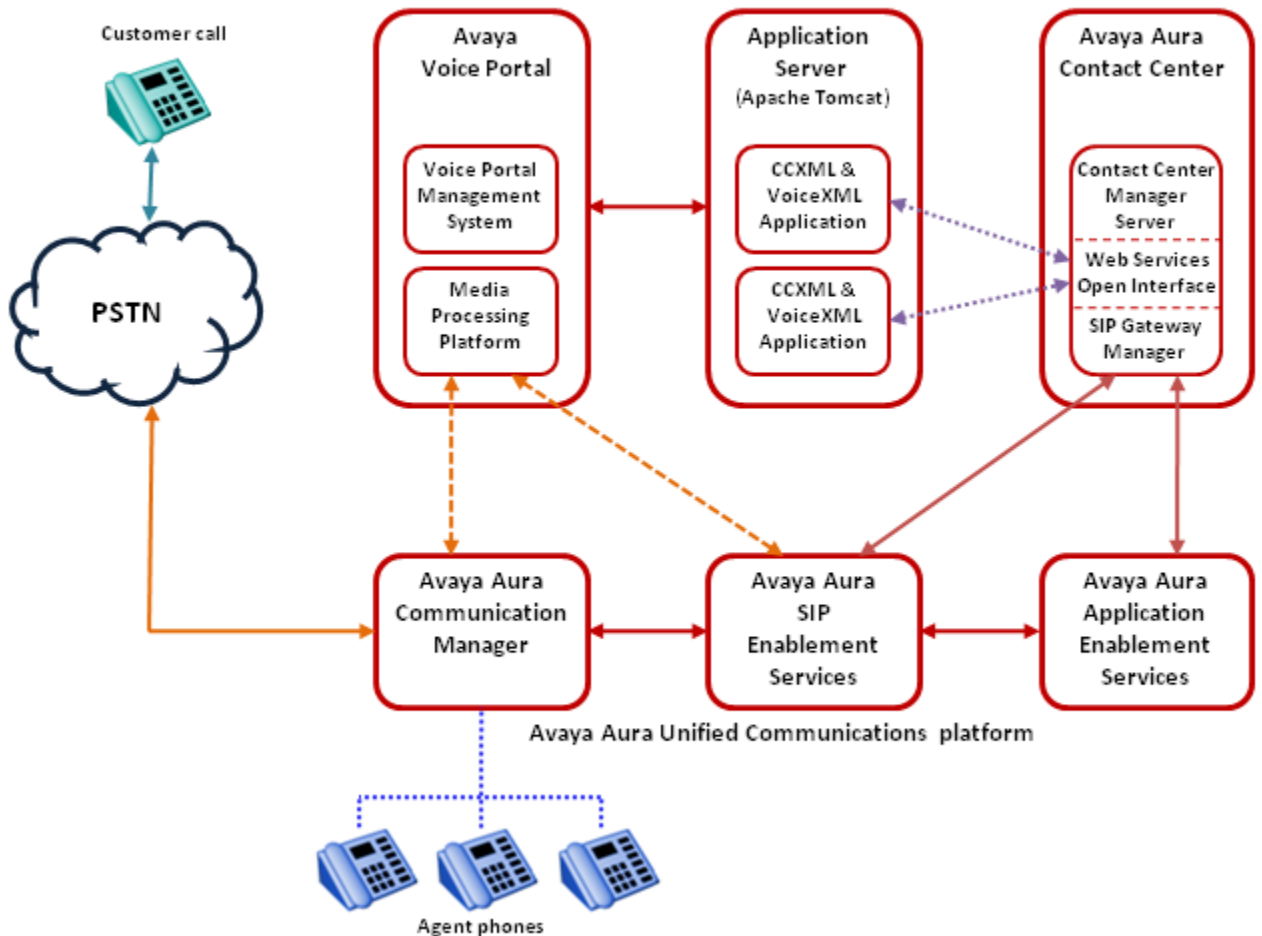 Customer call
PSTN
Avaya
Voice Portal
Voice Portal
Management
System
Media
Processing
Platform
Application
Server
(Apache Tomcat)
CCXML &
VoiceXML
Application
CCXML &
VoiceXML
Application
Avaya Aura
Contact Center
Contact Center
Manager
Server
Web Services
Open Interface
SIP Gateway
Manager
Avaya Aura
Communication
Manager
Avaya Aura
SIP
Enablement
Services
Avaya Aura
Application
Enablement
Services
Avaya Aura Unified Communications platform
Agent phones